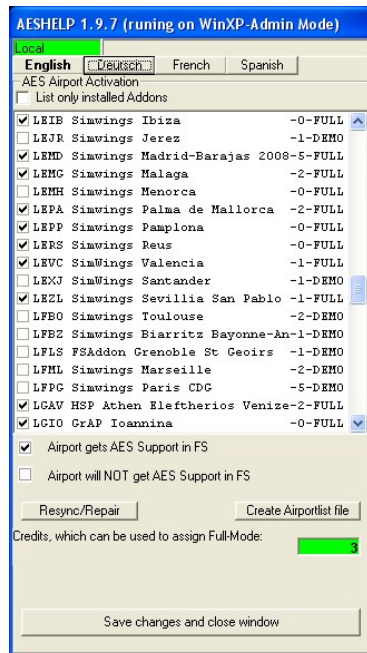 AESHELP 1.9.7 (runing on WinXP-Admin Mode)
Local
English Deutsch French Spanish
AES Airport Activation
List only installed Addons
LEIB Simwings Ibiza -0-FULL
LEJR Simwings Jerez -1-DEMO
LEMD Simwings Madrid-Barajas 2008-5-FULL
LEMG Simwings Malaga -2-FULL
LEMH Simwings Menorca -0-FULL
LEPA Simwings Palma de Mallorca -2-FULL
LEPP Simwings Pamplona -0-FULL
LERS Simwings Reus -0-FULL
LEVC SimWings Valencia -1-FULL
LEXJ SimWings Santander -1-DEMO
LEZL Simwings Sevillia San Pablo -1-FULL
LFBO Simwings Toulouse -2-DEMO
LFBZ Simwings Biarritz Bayonne-An-1-DEMO
LFLS FSAddon Grenoble St Geoirs -1-DEMO
LFML Simwings Marseille -2-DEMO
LFPG Simwings Paris CDG -5-DEMO
LGAV HSP Athen Eleftherios Venize-2-FULL
LGIO GrAP Ioannina -0-FULL
Airport gets AES Support in FS
Airport will NOT get AES Support in FS
Resync/Repair Create Airportlist file
Credits, which can be used to assign Full-Mode:
3
Save changes and close window